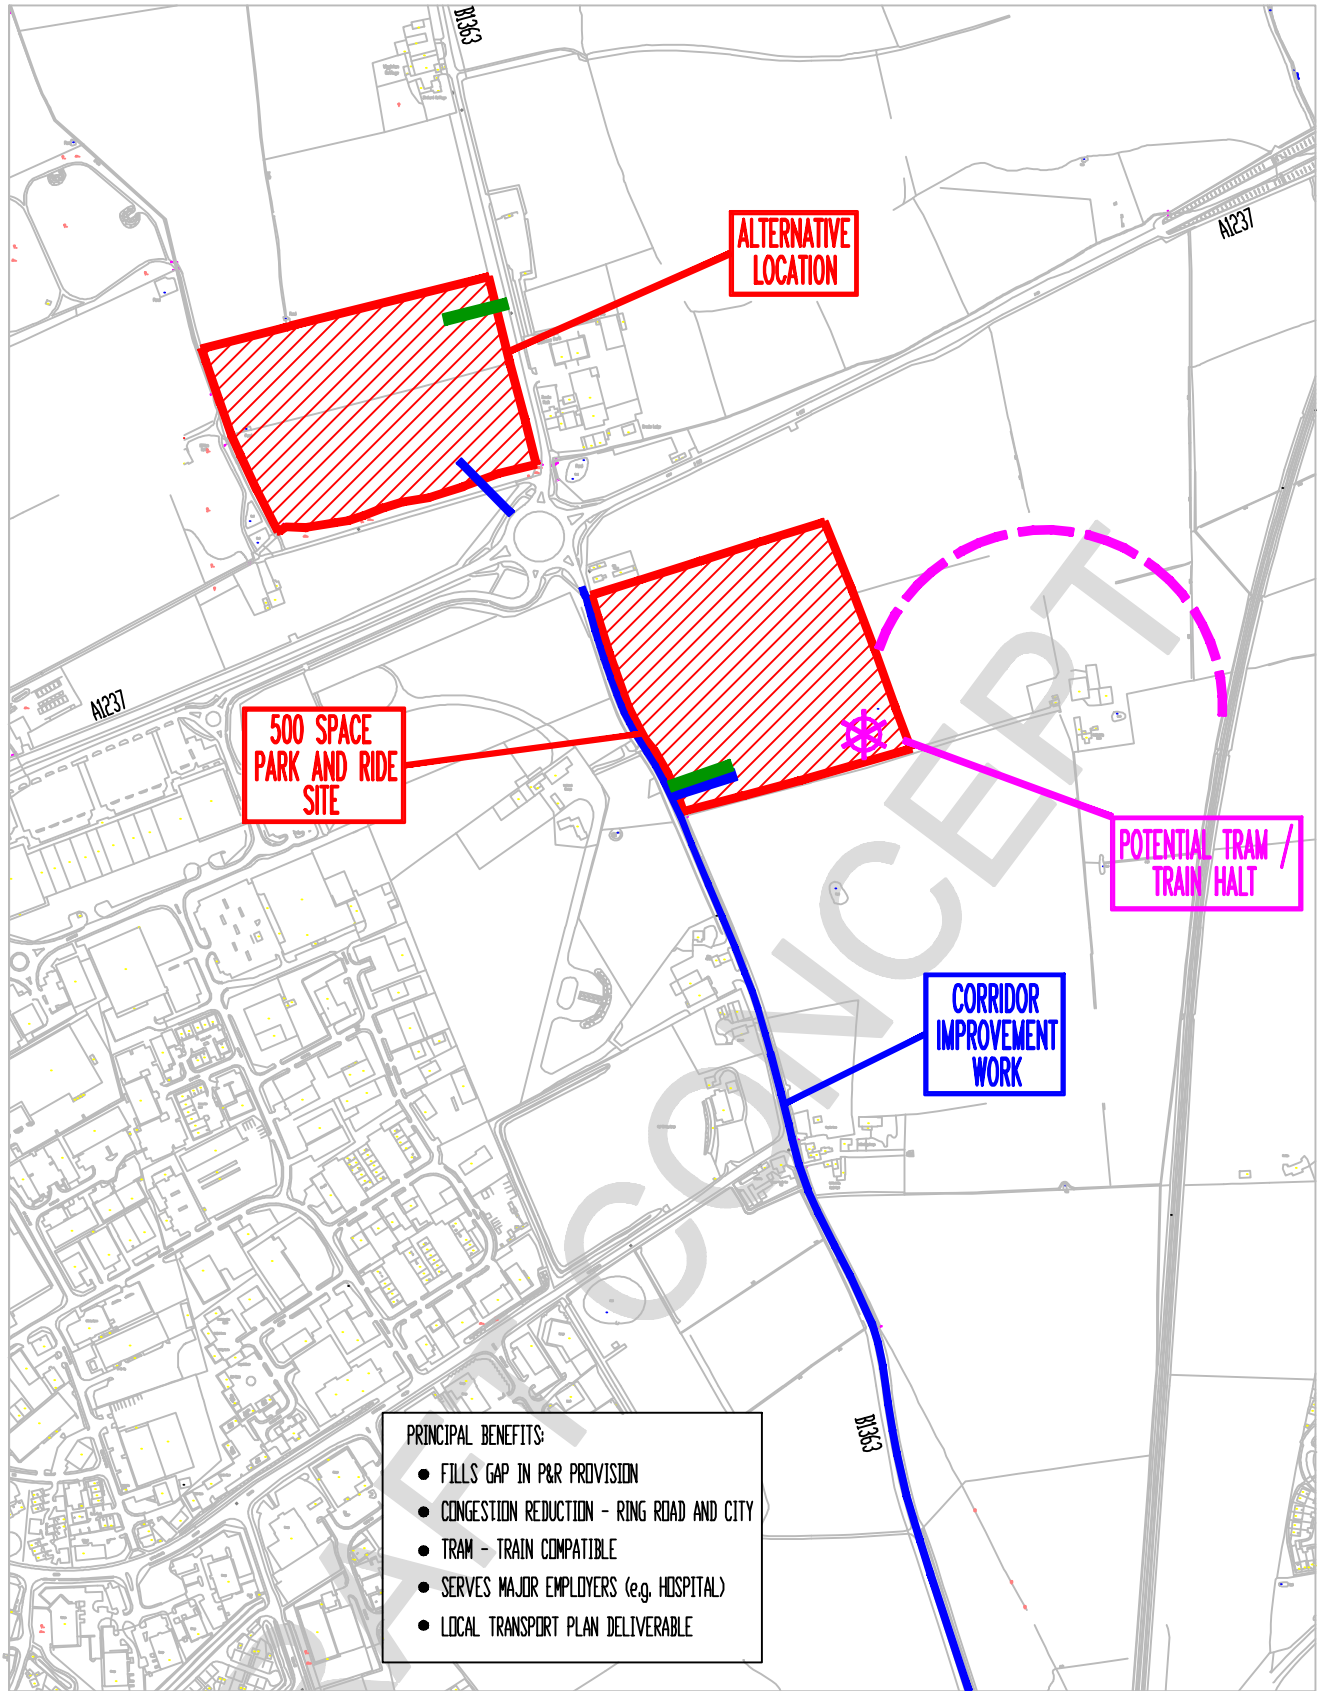 B1363
ALTERNATIVE
LOCATION
A1237
A1237
500 SPACE
PARK AND RIDE
SITE
POTENTIAL TRAM /
TRAIN HALT
CORRIDOR
IMPROVEMENT
WORK
B1363
PRINCIPAL BENEFITS:
● FILLS GAP IN P&R PROVISION
● CONGESTION REDUCTION - RING ROAD AND CITY
● TRAM - TRAIN COMPATIBLE
● SERVES MAJOR EMPLOYERS (e.g. HOSPITAL)
● LOCAL TRANSPORT PLAN DELIVERABLE
RAFT CONCEPT